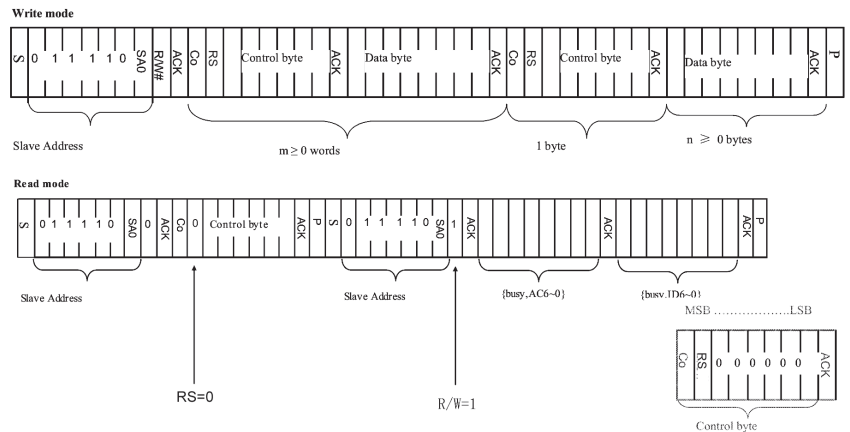 Write mode
S 0 1 1 1 1 0 SA0 R/W# ACK Co RS Control byte ACK Data byte ACK Co RS Control byte ACK Data byte ACK P
Slave Address
m ≥ 0 words
1 byte
n ≥ 0 bytes
Read mode
S 0 1 1 1 1 0 SA0 0 ACK Co 0 Control byte ACK P S 0 1 1 1 1 0 SA0 1 ACK ACK ACK P
Slave Address
Slave Address
{busy,AC6~0}
{busy,ID6~0}
MSB ....................LSB
Co RS 0 0 0 0 0 0 ACK
Control byte
RS=0
R/W=1